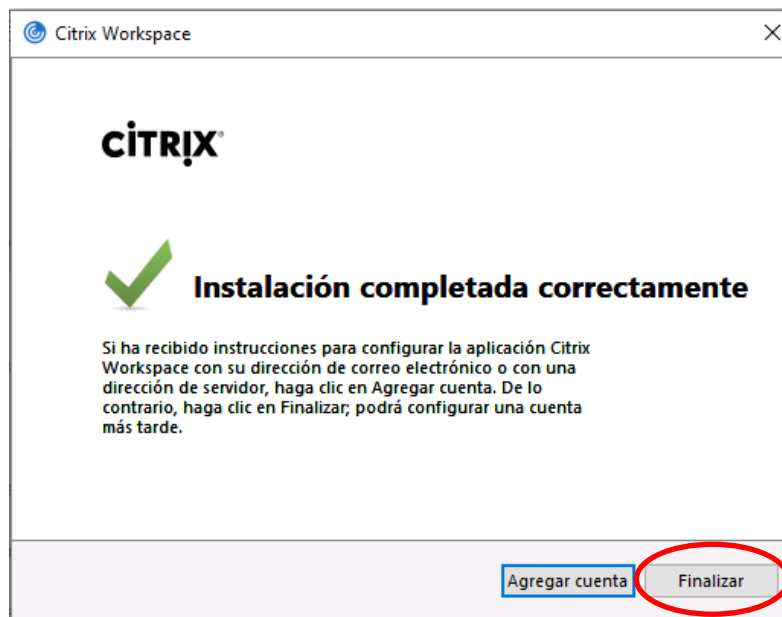 Citrix Workspace
CİTRỊX®
Instalación completada correctamente
Si ha recibido instrucciones para configurar la aplicación Citrix
Workspace con su dirección de correo electrónico o con una
dirección de servidor, haga clic en Agregar cuenta. De lo
contrario, haga clic en Finalizar; podrá configurar una cuenta
más tarde.
Agregar cuenta Finalizar